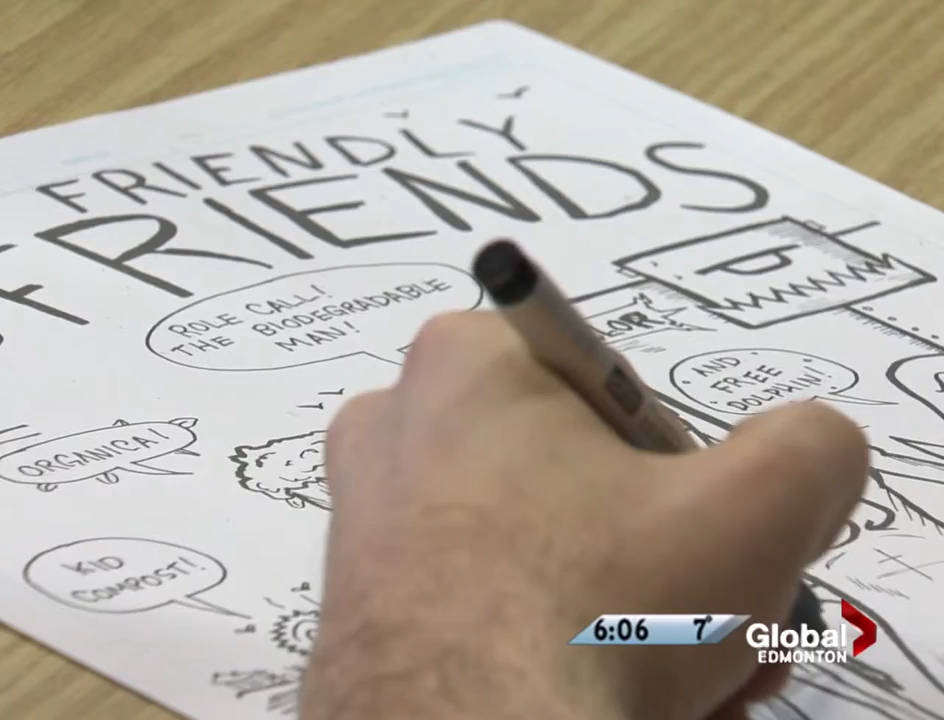 FRIENDLY
FRIENDS
ROLE CALL!
THE BIODEGRADABLE
MAN!
AND
FREE
DOLPHIN!
ORGANICA!
KID
COMPOST!
6:06 7°
Global
EDMONTON